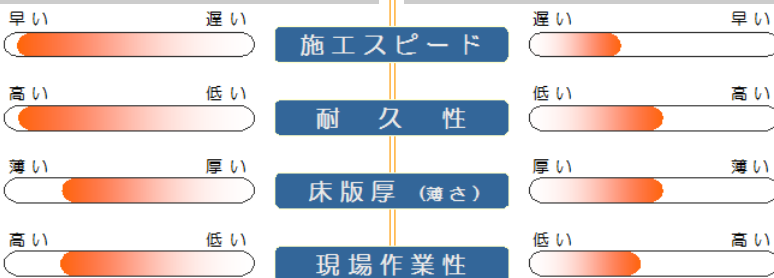 早い 遅い 施工スピード 遅い 早い
高い 低い 耐久性 低い 高い
薄い 厚い 床版厚 (薄さ) 厚い 薄い
高い 低い 現場作業性 低い 高い